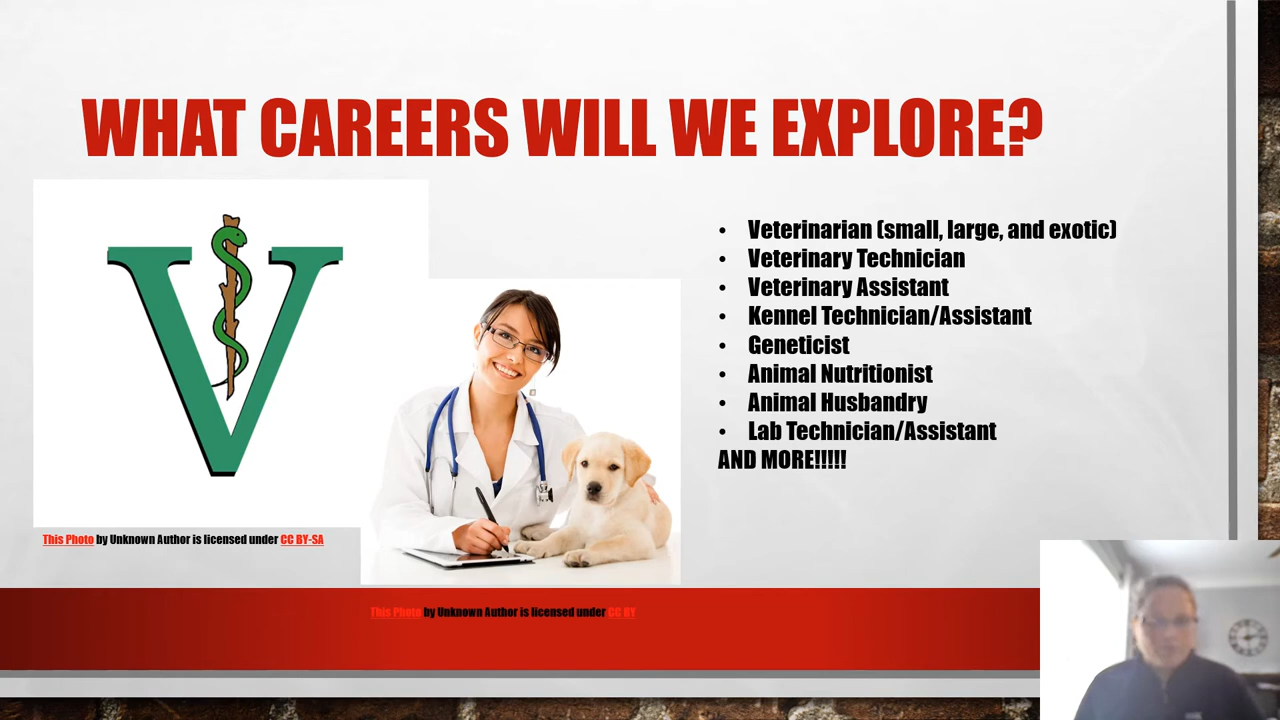 WHAT CAREERS WILL WE EXPLORE?
V
• Veterinarian (small, large, and exotic)
• Veterinary Technician
• Veterinary Assistant
• Kennel Technician/Assistant
• Geneticist
• Animal Nutritionist
• Animal Husbandry
• Lab Technician/Assistant
AND MORE!!!!!
This Photo by Unknown Author is licensed under CC BY-SA
This Photo by Unknown Author is licensed under CC BY